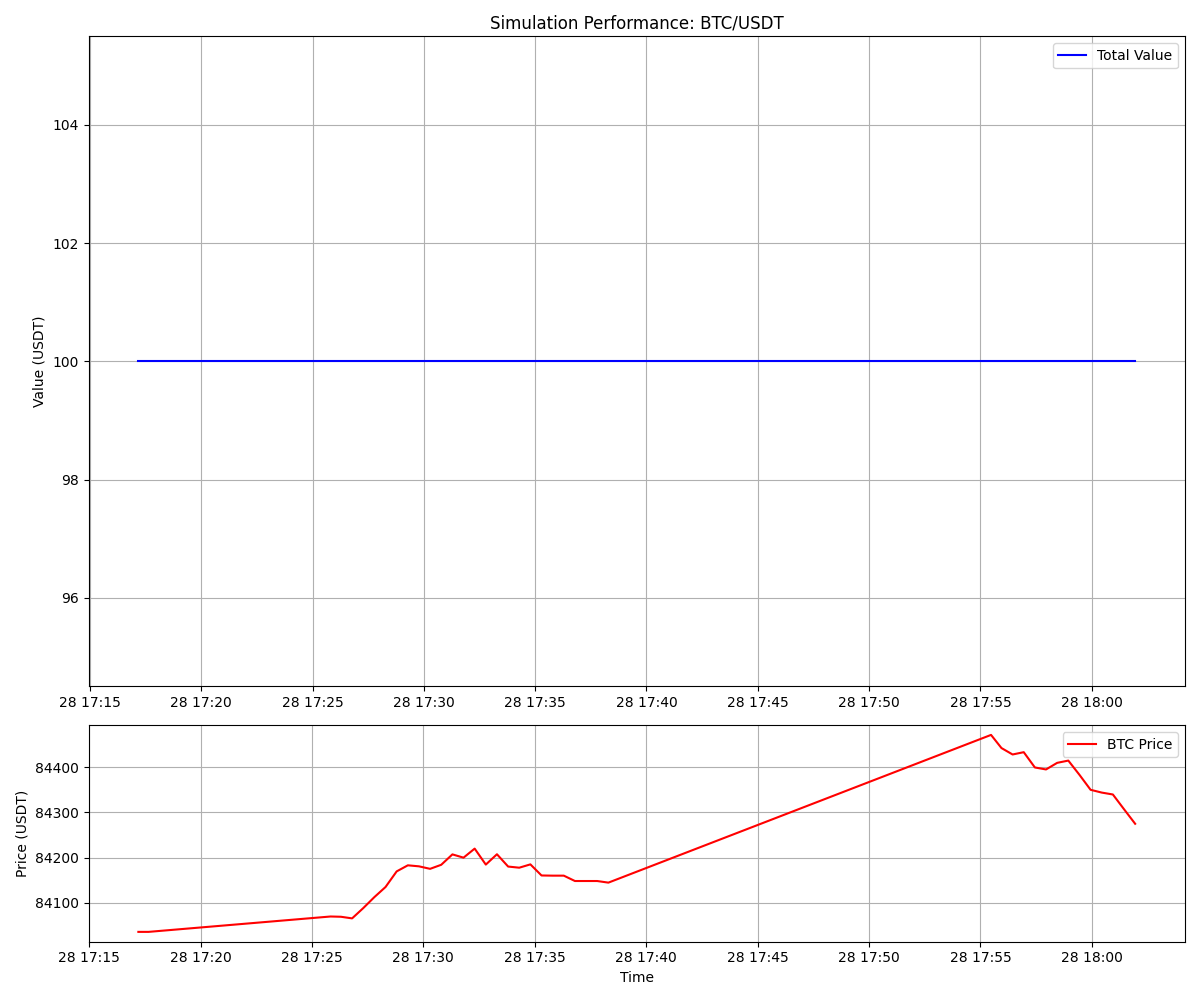 Simulation Performance: BTC/USDT
Total Value
104
102
100
98
96
Value (USDT)
28 17:15 28 17:20 28 17:25 28 17:30 28 17:35 28 17:40 28 17:45 28 17:50 28 17:55 28 18:00
BTC Price
84400
84300
84200
84100
Price (USDT)
28 17:15 28 17:20 28 17:25 28 17:30 28 17:35 28 17:40 28 17:45 28 17:50 28 17:55 28 18:00
Time